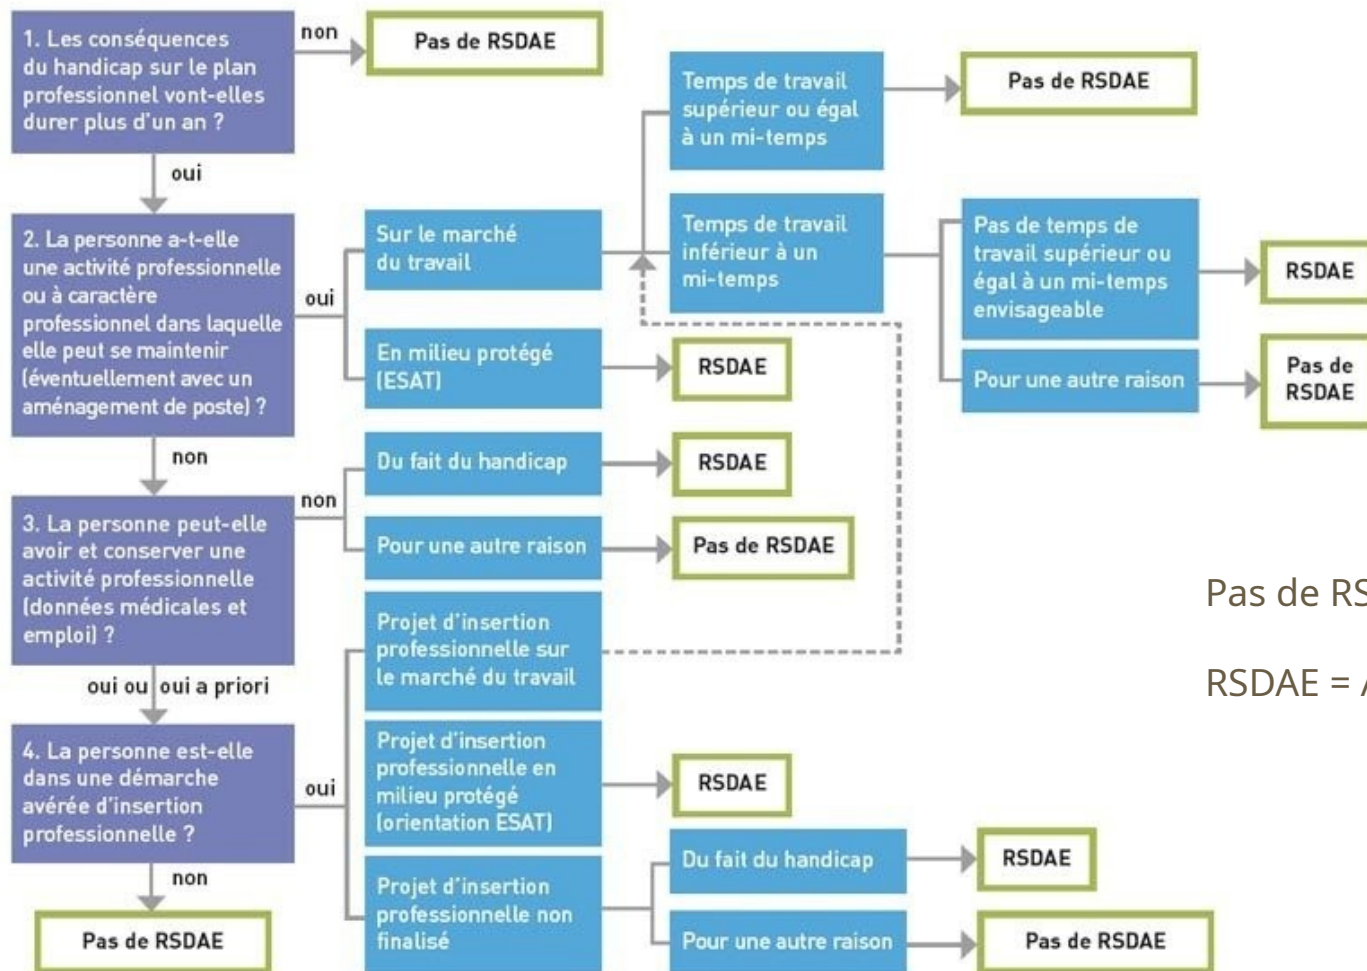 1. Les conséquences
du handicap sur le plan
professionnel vont-elles
durer plus d'un an ?
non
Pas de RSDAE
oui
2. La personne a-t-elle
une activité professionnelle
ou à caractère
professionnel dans laquelle
elle peut se maintenir
(éventuellement avec un
aménagement de poste) ?
oui
Sur le marché
du travail
Temps de travail
supérieur ou égal
à un mi-temps
Pas de RSDAE
Temps de travail
inférieur à un
mi-temps
Pas de temps de
travail supérieur ou
égal à un mi-temps
envisageable
RSDAE
Pour une autre raison
Pas de
RSDAE
En milieu protégé
(ESAT)
RSDAE
non
3. La personne peut-elle
avoir et conserver une
activité professionnelle
(données médicales et
emploi) ?
non
Du fait du handicap
RSDAE
Pour une autre raison
Pas de RSDAE
oui ou oui a priori
4. La personne est-elle
dans une démarche
avérée d'insertion
professionnelle ?
oui
Projet d'insertion
professionnelle sur
le marché du travail
Projet d'insertion
professionnelle en
milieu protégé
(orientation ESAT)
RSDAE
Projet d'insertion
professionnelle non
finalisé
Du fait du handicap
RSDAE
Pour une autre raison
Pas de RSDAE
non
Pas de RSDAE
Pas de RS
RSDAE =